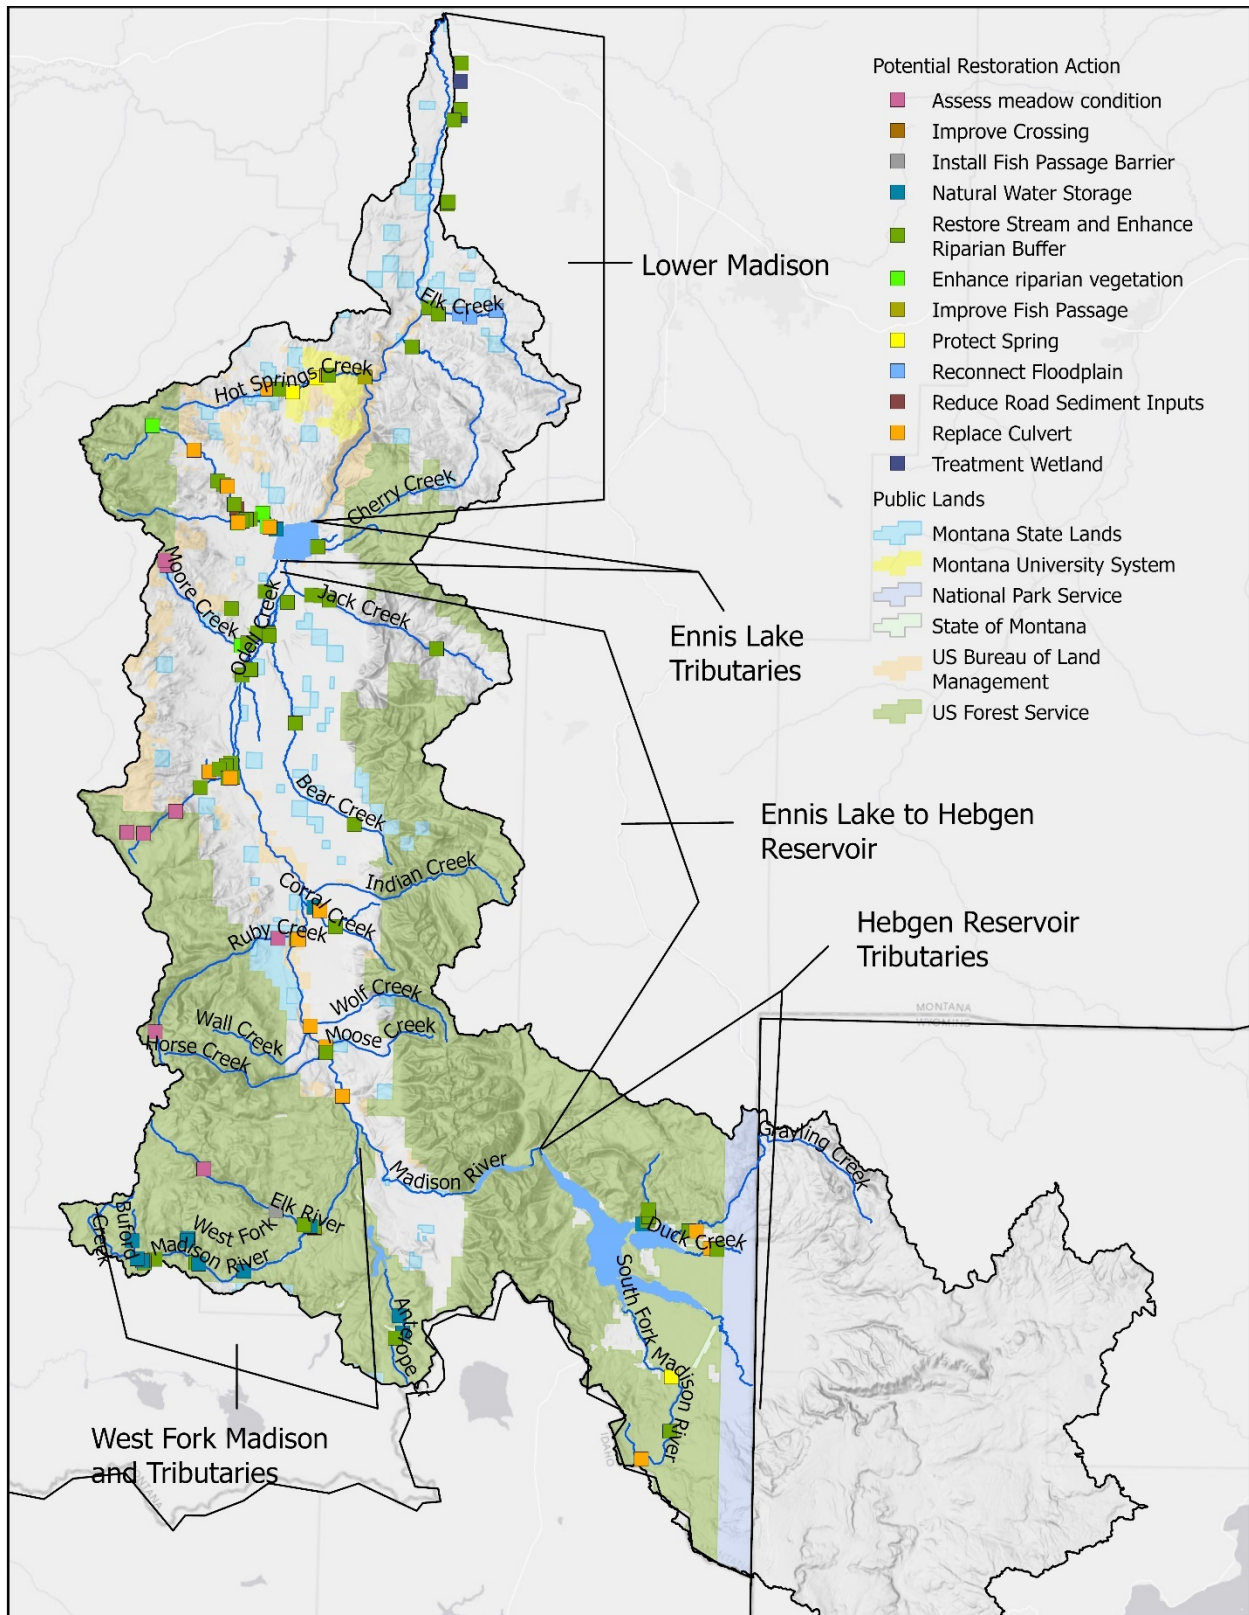 Potential Restoration Action
Assess meadow condition
Improve Crossing
Install Fish Passage Barrier
Natural Water Storage
Restore Stream and Enhance
Riparian Buffer
Enhance riparian vegetation
Improve Fish Passage
Protect Spring
Reconnect Floodplain
Reduce Road Sediment Inputs
Replace Culvert
Treatment Wetland
Public Lands
Montana State Lands
Montana University System
National Park Service
State of Montana
US Bureau of Land
Management
US Forest Service
Lower Madison
Elk Creek
Hot Springs Creek
Cherry Creek
Moore Creek
Odell Creek
Jack Creek
Ennis Lake
Tributaries
Bear Creek
Ennis Lake to Hebgen
Reservoir
Indian Creek
Corral Creek
Ruby Creek
Hebgen Reservoir
Tributaries
Wolf Creek
Wall Creek
Moose Creek
Horse Creek
MONTANA
WYOMING
Grayling Creek
Madison River
Elk River
Buford
Creek
West Fork
Madison River
Duck Creek
South Fork Madison River
Antelope Cr
West Fork Madison
and Tributaries
MONTANA
IDAHO